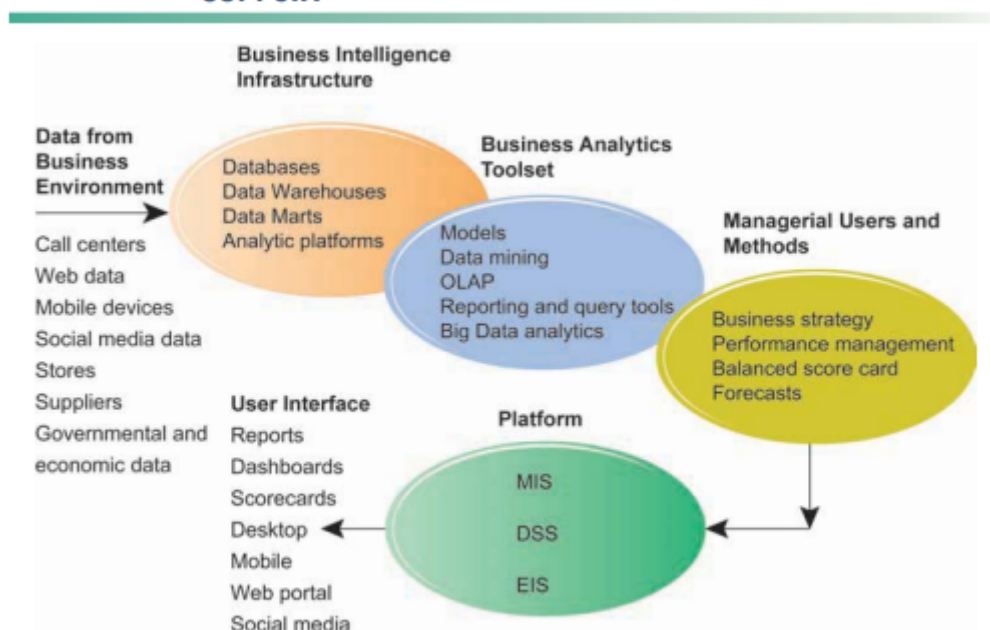 Business Intelligence
Infrastructure
Data from
Business
Environment
Databases
Data Warehouses
Data Marts
Analytic platforms
Business Analytics
Toolset
Models
Data mining
OLAP
Reporting and query tools
Big Data analytics
Managerial Users and
Methods
Business strategy
Performance management
Balanced score card
Forecasts
Call centers
Web data
Mobile devices
Social media data
Stores
Suppliers
Governmental and
economic data
User Interface
Reports
Dashboards
Scorecards
Desktop
Mobile
Web portal
Social media
Platform
MIS
DSS
EIS